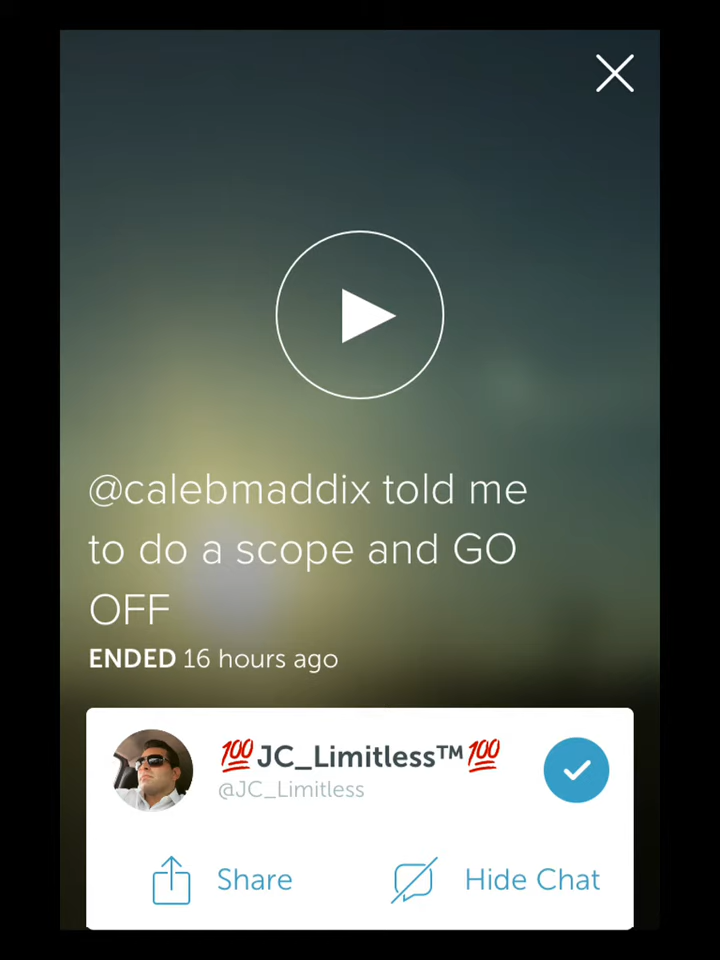 @calebmaddix told me
to do a scope and GO
OFF
ENDED 16 hours ago
💯JC_Limitless™💯
@JC_Limitless
Share
Hide Chat